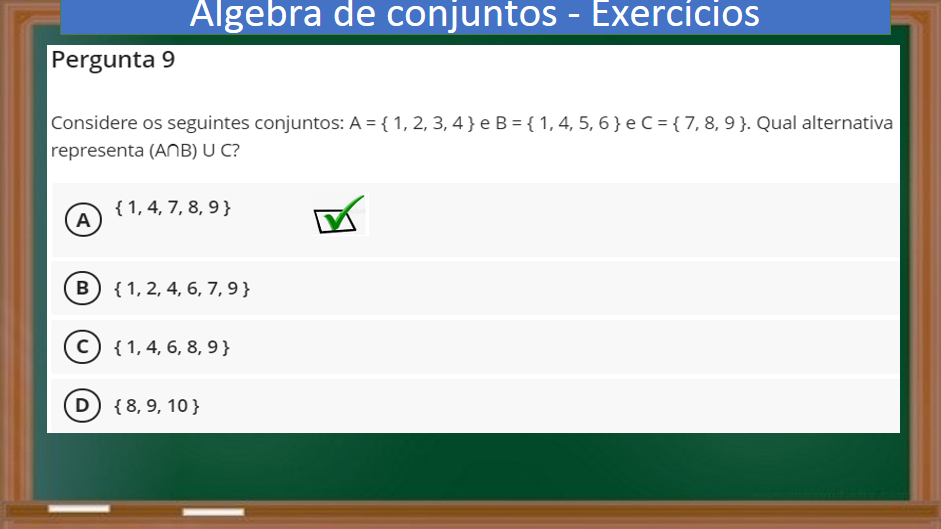 Álgebra de conjuntos - Exercícios
Pergunta 9
Considere os seguintes conjuntos: A = { 1, 2, 3, 4 } e B = { 1, 4, 5, 6 } e C = { 7, 8, 9 }. Qual alternativa
representa (A∩B) U C?
A { 1, 4, 7, 8, 9 }
B { 1, 2, 4, 6, 7, 9 }
C { 1, 4, 6, 8, 9 }
D { 8, 9, 10 }